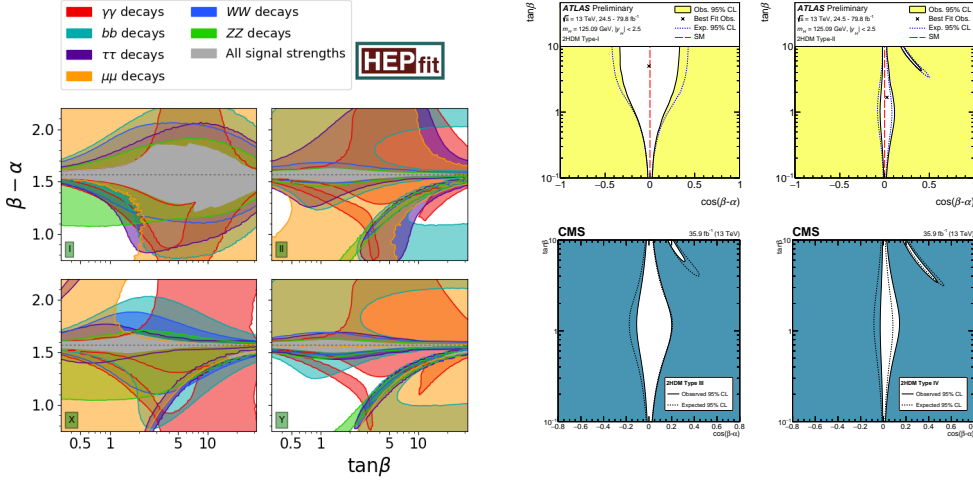 γγ decays
bb decays
ττ decays
μμ decays
WW decays
ZZ decays
All signal strengths
HEP fit
β − α
2.0
1.5
1.0
I
II
2.0
1.5
1.0
X
Y
0.5 1 5 10
0.5 1 5 10
tanβ
ATLAS Preliminary
√s = 13 TeV, 24.5 - 79.8 fb⁻¹
m_H = 125.09 GeV, |y_H| < 2.5
2HDM Type-I
Obs. 95% CL
Best Fit Obs.
Exp. 95% CL
SM
tanβ
10
1
10⁻¹
−1 −0.5 0 0.5 1
cos(β-α)
ATLAS Preliminary
√s = 13 TeV, 24.5 - 79.8 fb⁻¹
m_H = 125.09 GeV, |y_H| < 2.5
2HDM Type-II
Obs. 95% CL
Best Fit Obs.
Exp. 95% CL
SM
tanβ
10
1
10⁻¹
−1 −0.5 0 0.5 1
cos(β-α)
CMS
35.9 fb⁻¹ (13 TeV)
tanβ
10
1
10⁻¹
2HDM Type III
Observed 95% CL
Expected 95% CL
-0.8 -0.6 -0.4 -0.2 0 0.2 0.4 0.6 0.8
cos(β-α)
CMS
35.9 fb⁻¹ (13 TeV)
tanβ
10
1
10⁻¹
2HDM Type IV
Observed 95% CL
Expected 95% CL
-0.8 -0.6 -0.4 -0.2 0 0.2 0.4 0.6 0.8
cos(β-α)